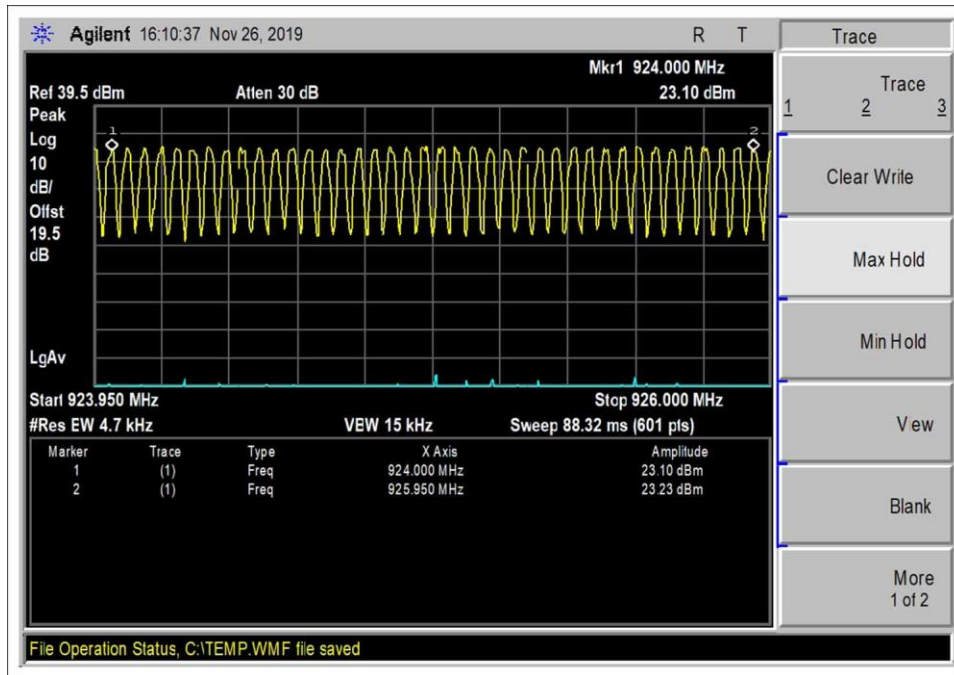 Agilent 16:10:37 Nov 26, 2019 R T
Trace
Mkr1 924.000 MHz
Ref 39.5 dBm Atten 30 dB 23.10 dBm
Peak
Log
10
dB/
Offst
19.5
dB
LgAv
1 2
Start 923.950 MHz Stop 926.000 MHz
#Res BW 4.7 kHz VBW 15 kHz Sweep 88.32 ms (601 pts)
Marker Trace Type X Axis Amplitude
1 (1) Freq 924.000 MHz 23.10 dBm
2 (1) Freq 925.950 MHz 23.23 dBm
File Operation Status, C:\TEMP.WMF file saved
Trace
1 2 3
Clear Write
Max Hold
Min Hold
View
Blank
More
1 of 2